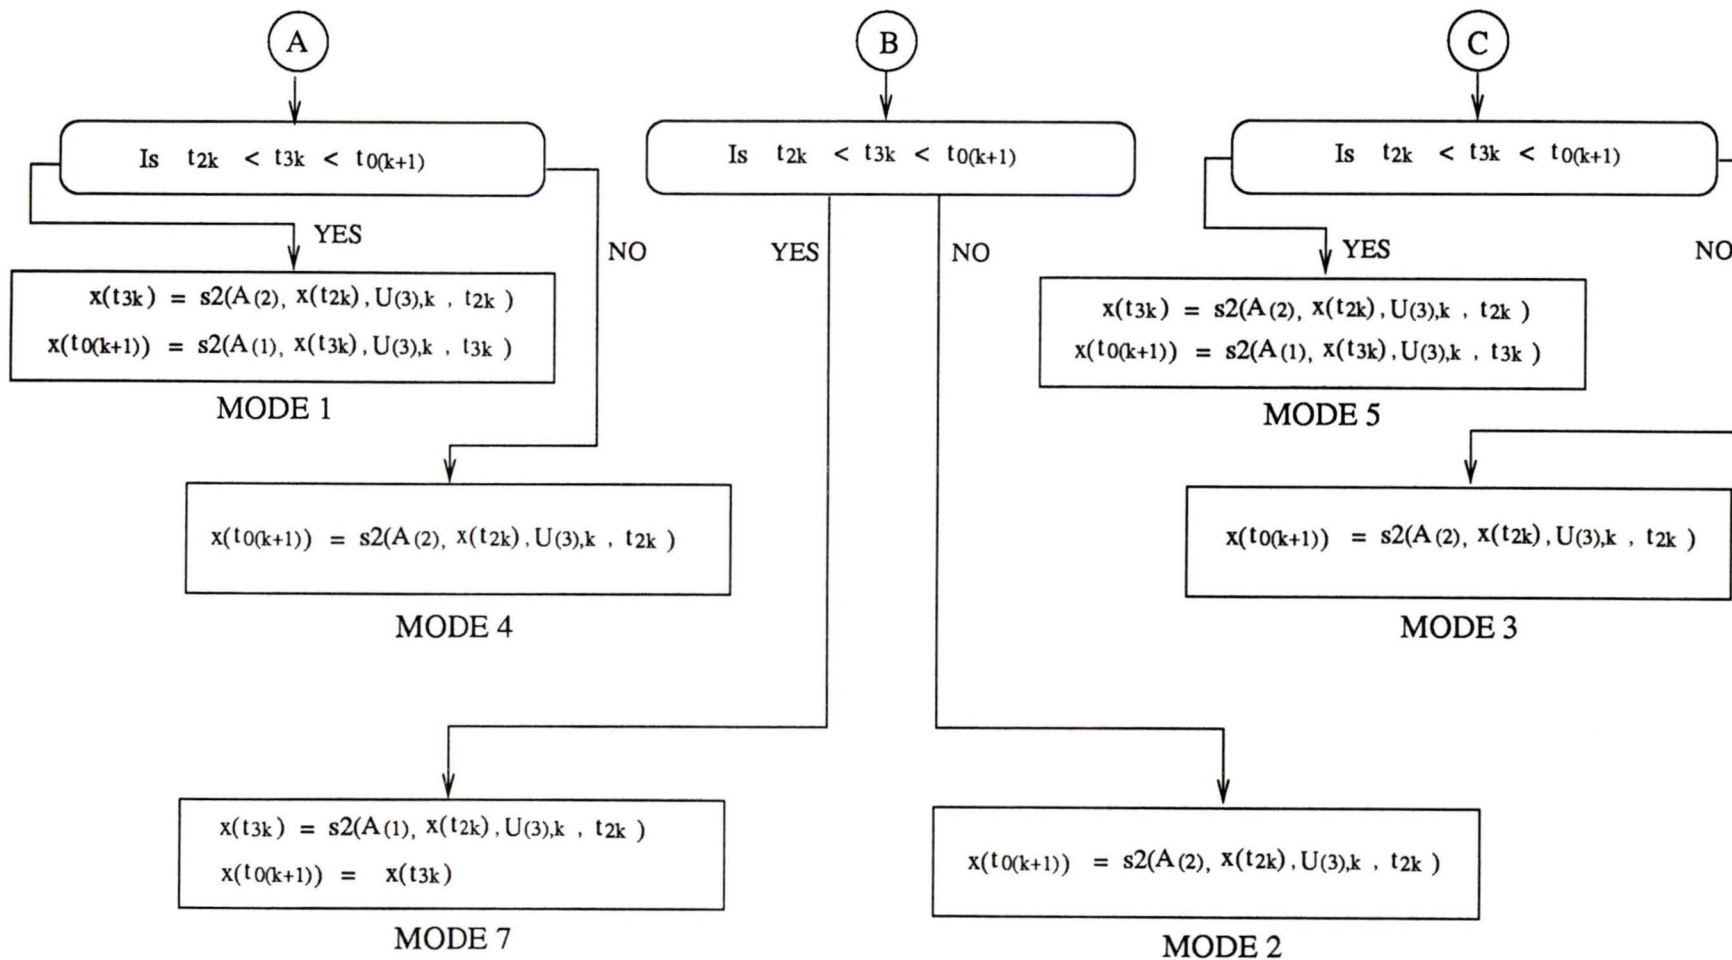 A
B
C
Is t2k < t3k < t0(k+1)
Is t2k < t3k < t0(k+1)
Is t2k < t3k < t0(k+1)
YES
NO
YES
NO
YES
NO
x(t3k) = s2(A(2), x(t2k), U(3),k , t2k )
x(t0(k+1)) = s2(A(1), x(t3k), U(3),k , t3k )
MODE 1
x(t3k) = s2(A(2), x(t2k), U(3),k , t2k )
x(t0(k+1)) = s2(A(1), x(t3k), U(3),k , t3k )
MODE 5
x(t0(k+1)) = s2(A(2), x(t2k), U(3),k , t2k )
MODE 4
x(t0(k+1)) = s2(A(2), x(t2k), U(3),k , t2k )
MODE 3
x(t3k) = s2(A(1), x(t2k), U(3),k , t2k )
x(t0(k+1)) = x(t3k)
MODE 7
x(t0(k+1)) = s2(A(2), x(t2k), U(3),k , t2k )
MODE 2